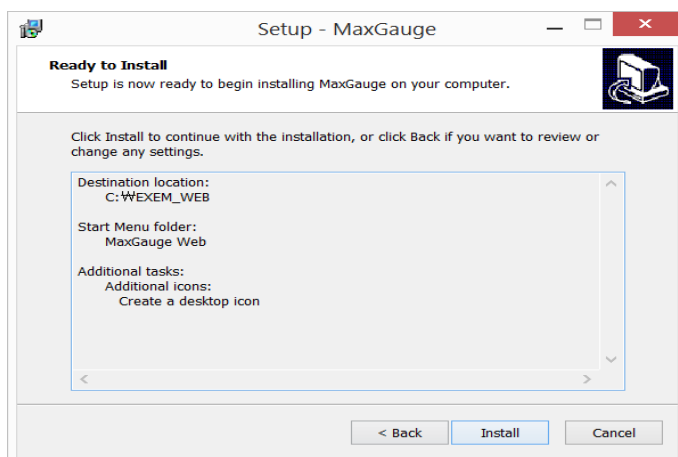 Setup - MaxGauge
Ready to Install
Setup is now ready to begin installing MaxGauge on your computer.
Click Install to continue with the installation, or click Back if you want to review or
change any settings.
Destination location:
C:₩EXEM_WEB
Start Menu folder:
MaxGauge Web
Additional tasks:
Additional icons:
Create a desktop icon
< Back
Install
Cancel